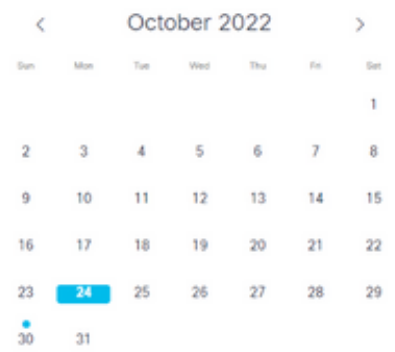 < October 2022 >
Sun Mon Tue Wed Thu Fri Sat
1
2 3 4 5 6 7 8
9 10 11 12 13 14 15
16 17 18 19 20 21 22
23 24 25 26 27 28 29
30 31